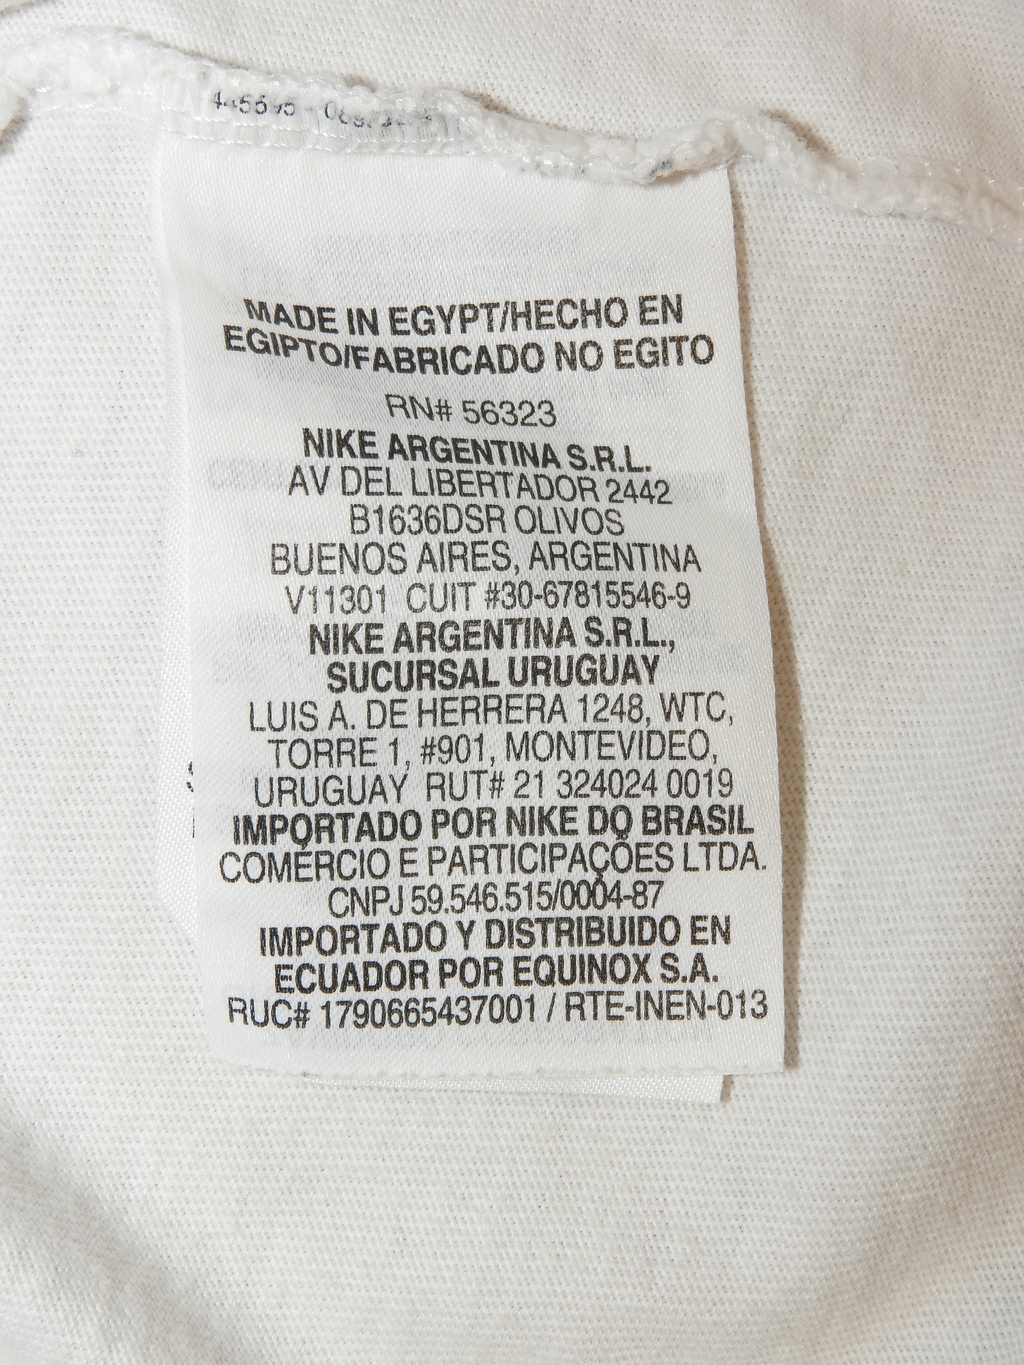 MADE IN EGYPT/HECHO EN
EGIPTO/FABRICADO NO EGITO
RN# 56323
NIKE ARGENTINA S.R.L.
AV DEL LIBERTADOR 2442
B1636DSR OLIVOS
BUENOS AIRES, ARGENTINA
V11301 CUIT #30-67815546-9
NIKE ARGENTINA S.R.L.,
SUCURSAL URUGUAY
LUIS A. DE HERRERA 1248, WTC,
TORRE 1, #901, MONTEVIDEO,
URUGUAY RUT# 21 324024 0019
IMPORTADO POR NIKE DO BRASIL
COMÉRCIO E PARTICIPAÇÕES LTDA.
CNPJ 59.546.515/0004-87
IMPORTADO Y DISTRIBUIDO EN
ECUADOR POR EQUINOX S.A.
RUC# 1790665437001 / RTE-INEN-013